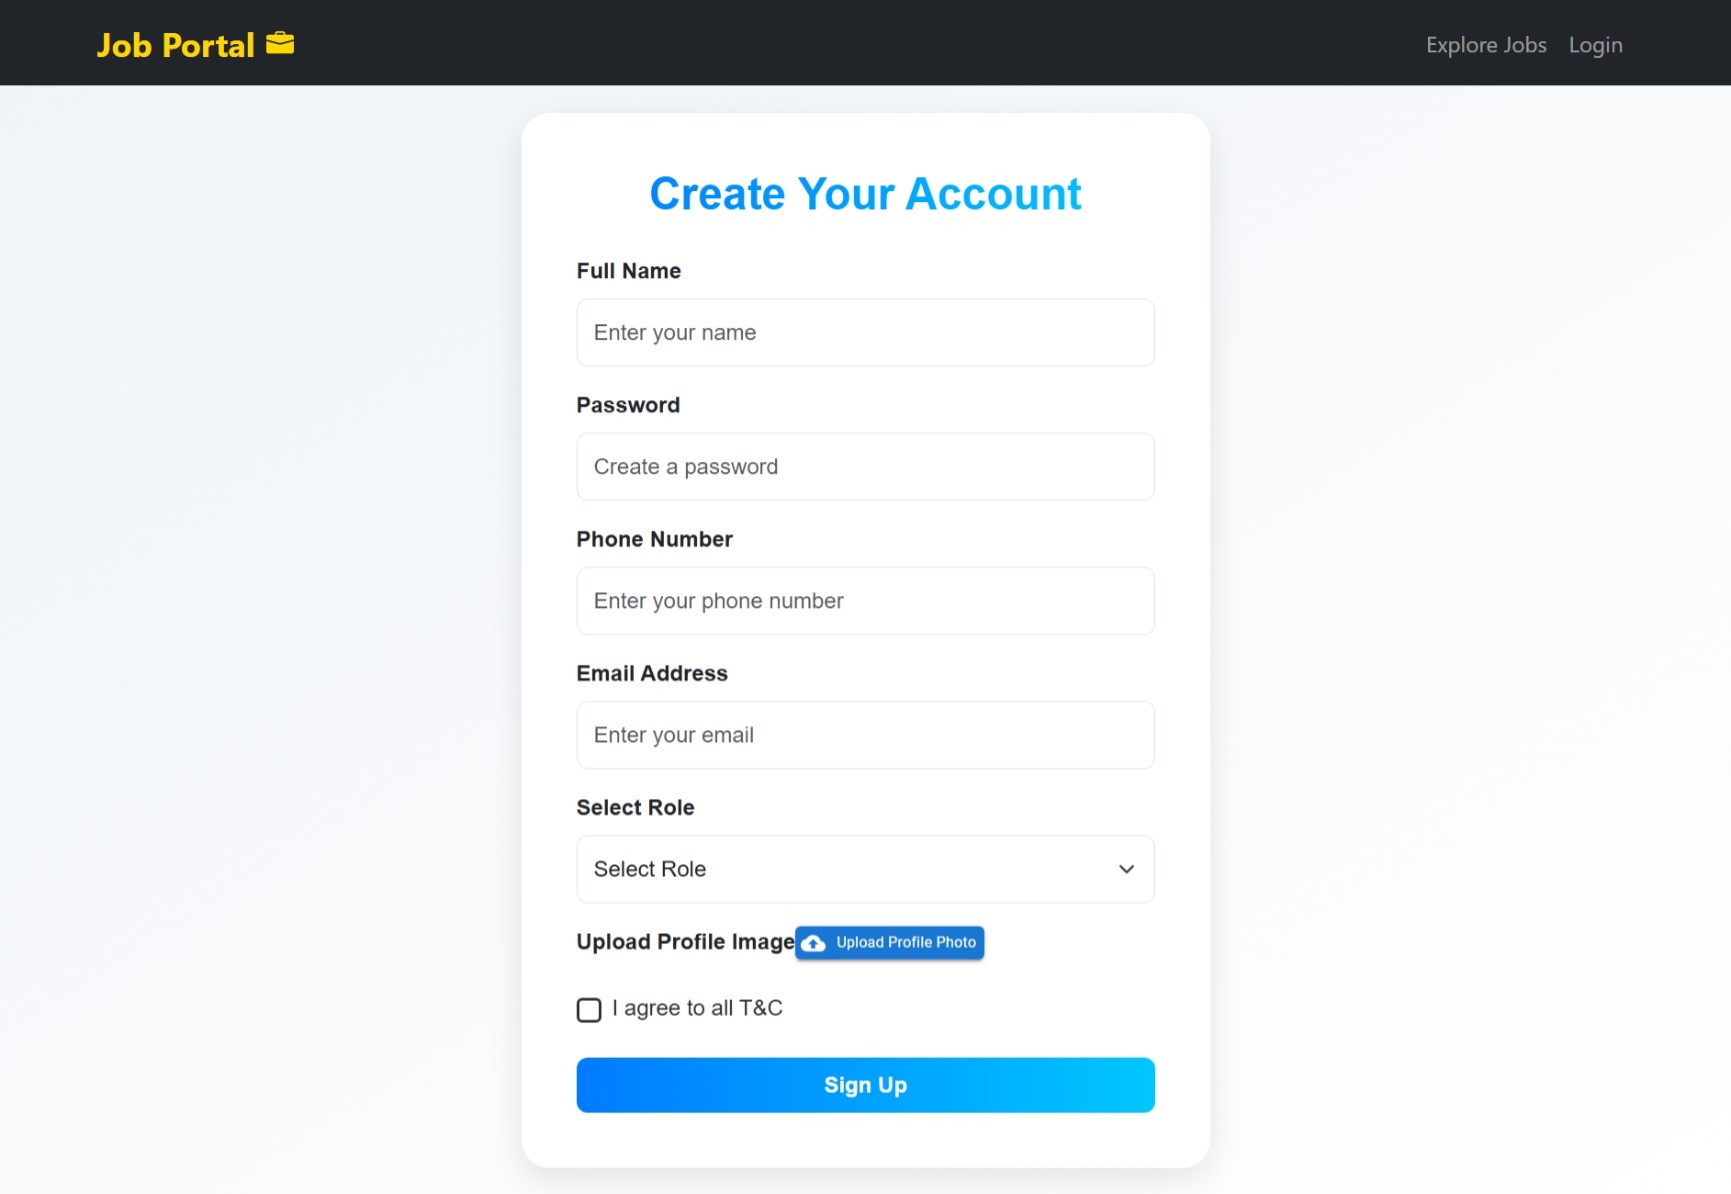 Job Portal
Explore Jobs Login
Create Your Account
Full Name
Enter your name
Password
Create a password
Phone Number
Enter your phone number
Email Address
Enter your email
Select Role
Select Role
Upload Profile Image Upload Profile Photo
I agree to all T&C
Sign Up